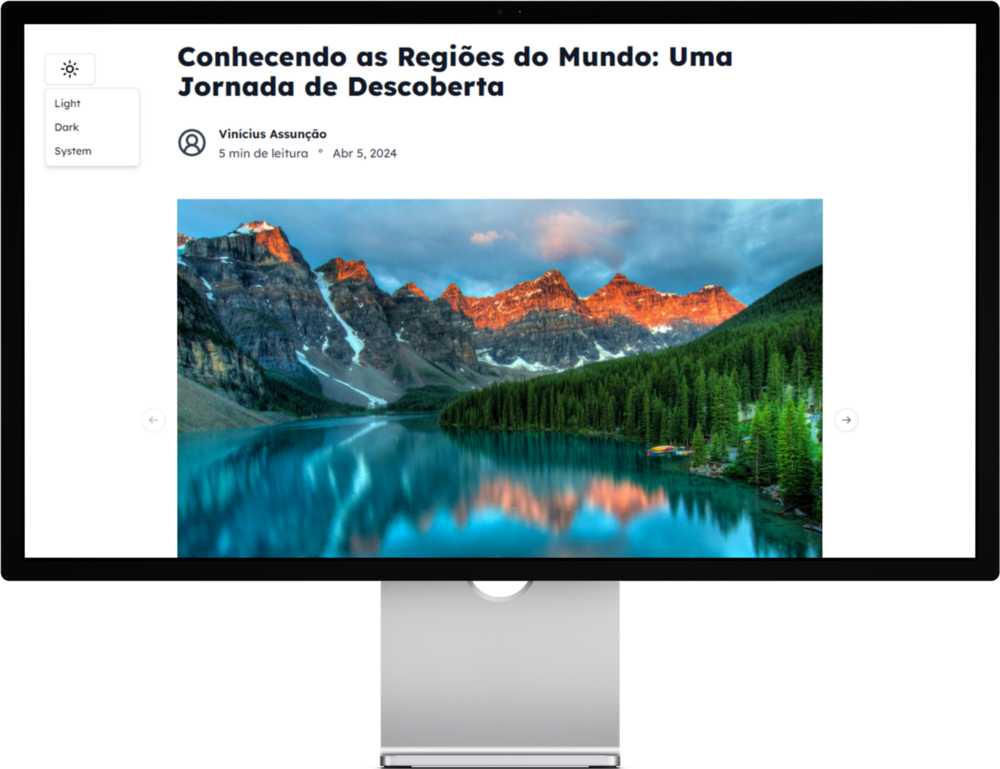 Conhecendo as Regiões do Mundo: Uma
Jornada de Descoberta
Light
Dark
System
Vinícius Assunção
5 min de leitura ° Abr 5, 2024